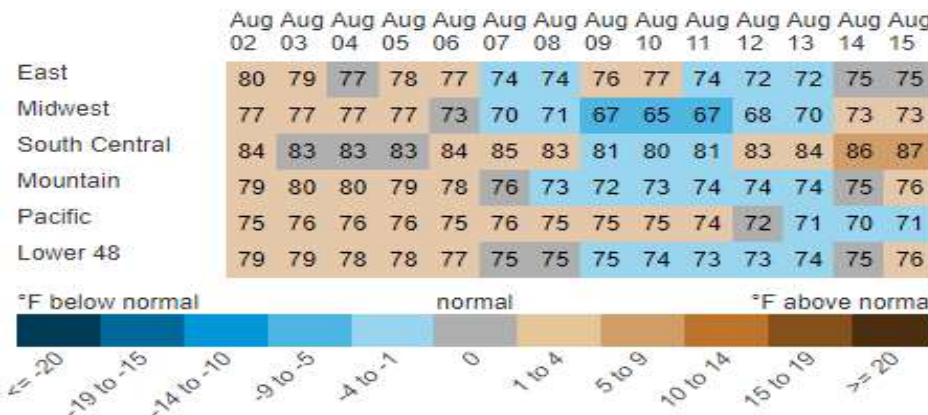 Aug Aug Aug Aug Aug Aug Aug Aug Aug Aug Aug Aug Aug Aug
02 03 04 05 06 07 08 09 10 11 12 13 14 15
East 80 79 77 78 77 74 74 76 77 74 72 72 75 75
Midwest 77 77 77 77 73 70 71 67 65 67 68 70 73 73
South Central 84 83 83 83 84 85 83 81 80 81 83 84 86 87
Mountain 79 80 80 79 78 76 73 72 73 74 74 74 75 76
Pacific 75 76 76 76 75 76 75 75 75 74 72 71 70 71
Lower 48 79 79 78 78 77 75 75 75 74 73 73 74 75 76
°F below normal normal °F above norma
<= -20 -19 to -15 -14 to -10 -9 to -5 -4 to -1 0 1 to 4 5 to 9 10 to 14 15 to 19 >= 20